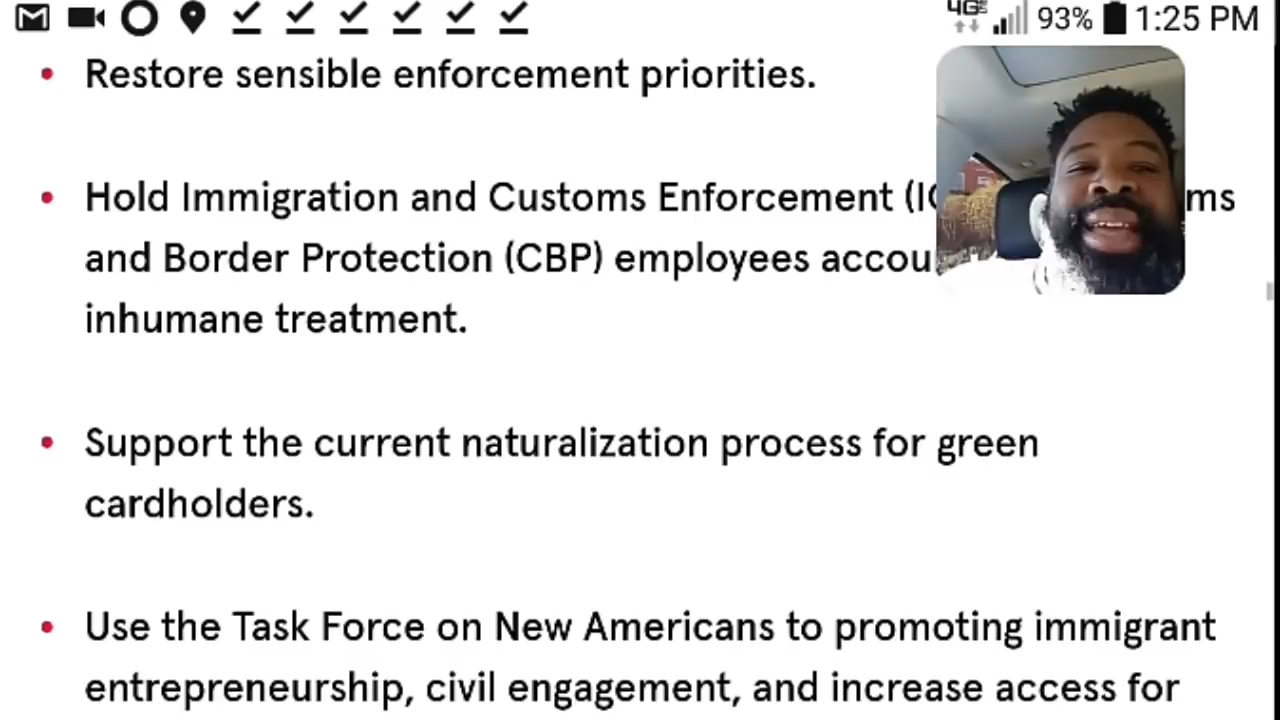 4G 93% 1:25 PM
Restore sensible enforcement priorities.
Hold Immigration and Customs Enforcement ms
and Border Protection (CBP) employees accou
inhumane treatment.
Support the current naturalization process for green
cardholders.
Use the Task Force on New Americans to promoting immigrant
entrepreneurship, civil engagement, and increase access for